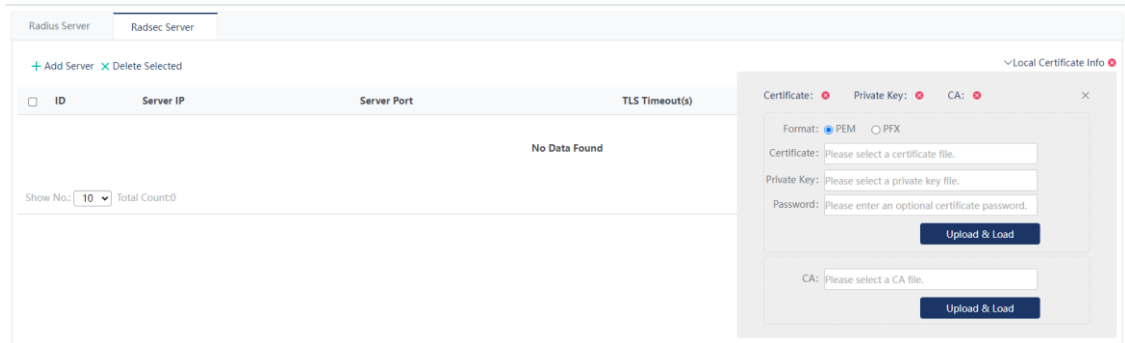 Radius Server Radsec Server
Add Server Delete Selected Local Certificate Info
ID Server IP Server Port TLS Timeout(s)
No Data Found
Show No.: 10 Total Count:0
Certificate: Private Key: CA:
Format: PEM PFX
Certificate: Please select a certificate file.
Private Key: Please select a private key file.
Password: Please enter an optional certificate password.
Upload & Load
CA: Please select a CA file.
Upload & Load